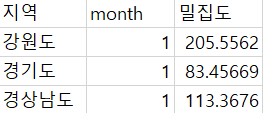 지역 month 밀집도
강원도 1 205.5562
경기도 1 83.45669
경상남도 1 113.3676